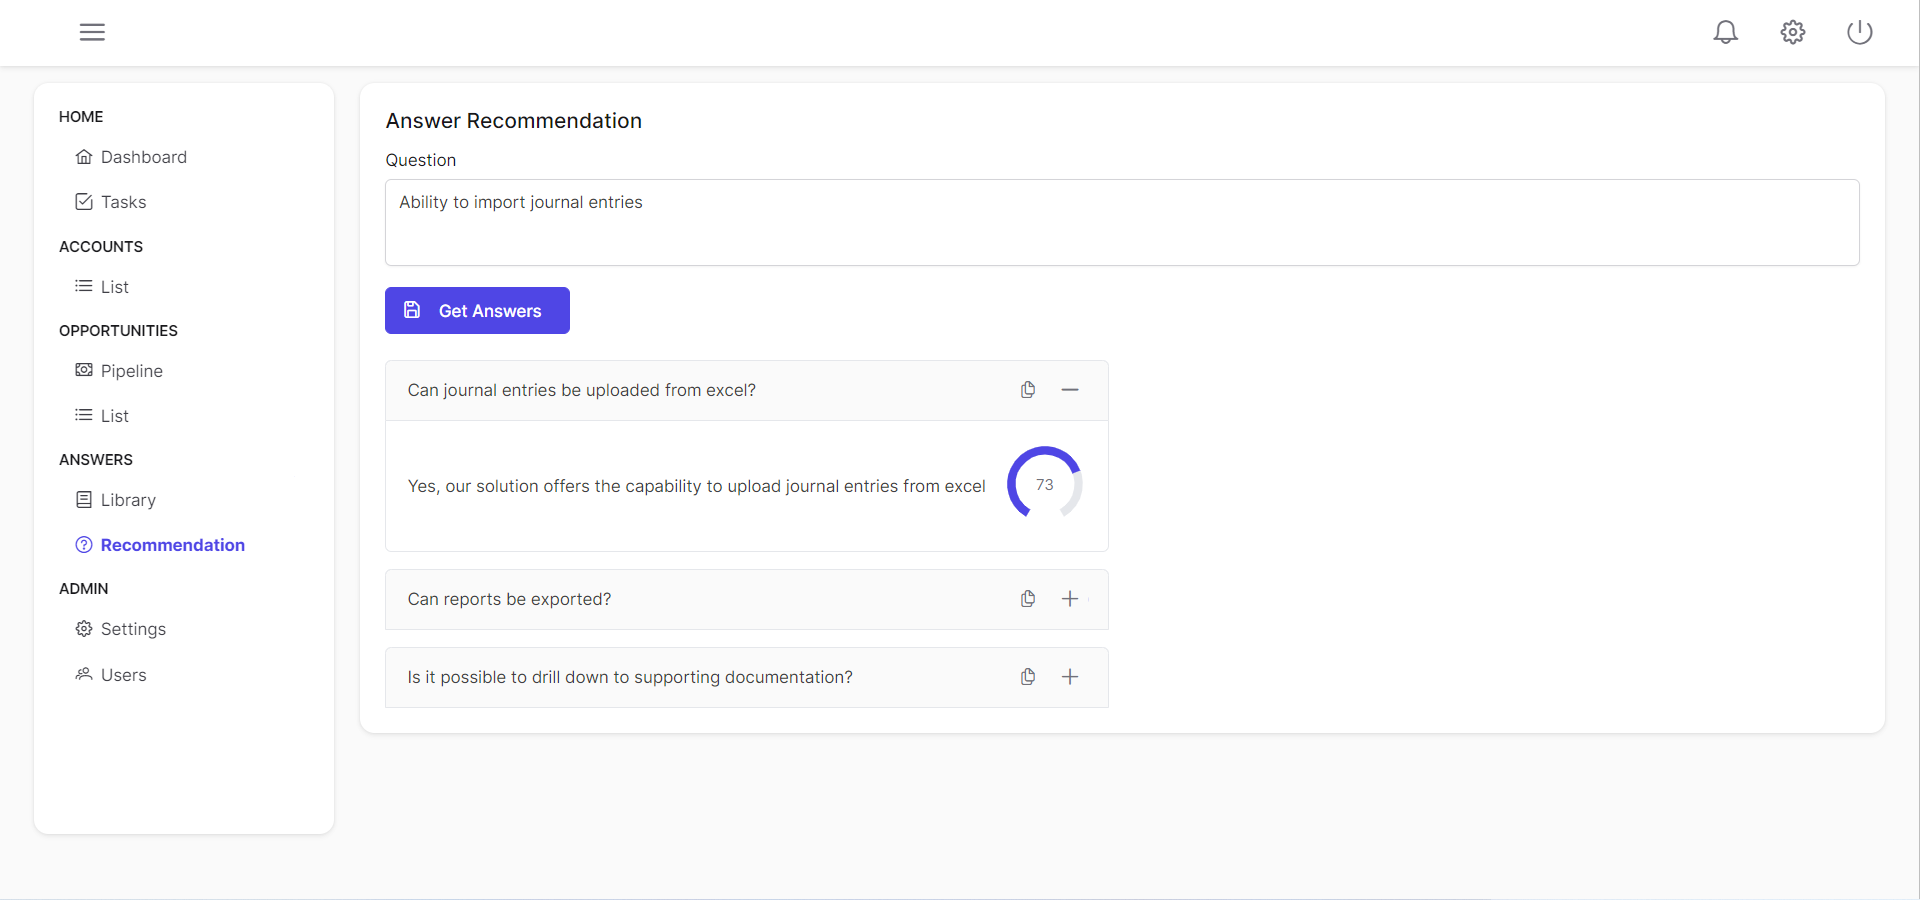 HOME
Dashboard
Tasks
ACCOUNTS
List
OPPORTUNITIES
Pipeline
List
ANSWERS
Library
Recommendation
ADMIN
Settings
Users
Answer Recommendation
Question
Ability to import journal entries
Get Answers
Can journal entries be uploaded from excel?
Yes, our solution offers the capability to upload journal entries from excel
73
Can reports be exported?
Is it possible to drill down to supporting documentation?